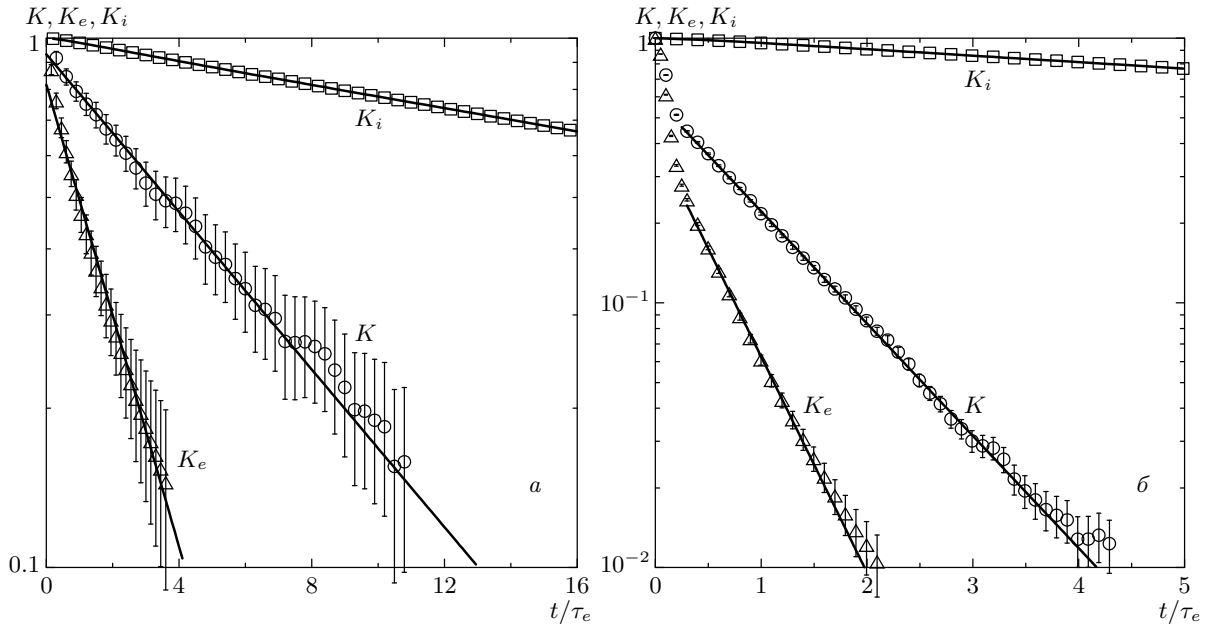 K, K_e, K_i
1
K_i
K
K_e
а
0.1
0 4 8 12 16
t/τ_e
K, K_e, K_i
1
K_i
10^{-1}
K_e
K
б
10^{-2}
0 1 2 3 4 5
t/τ_e